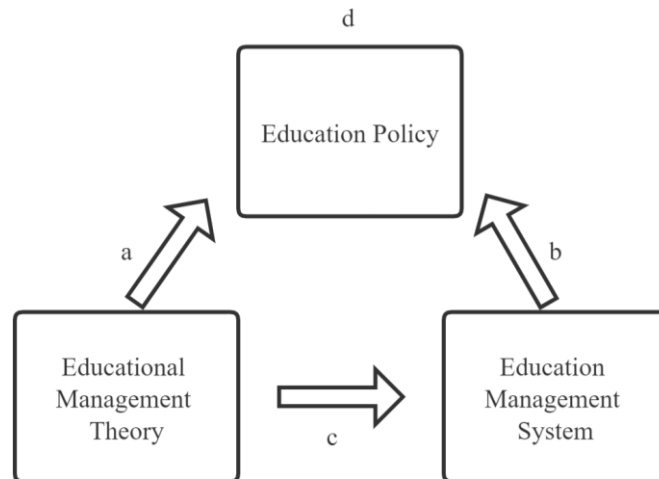 d
Education Policy
a
b
Educational
Management
Theory
c
Education
Management
System